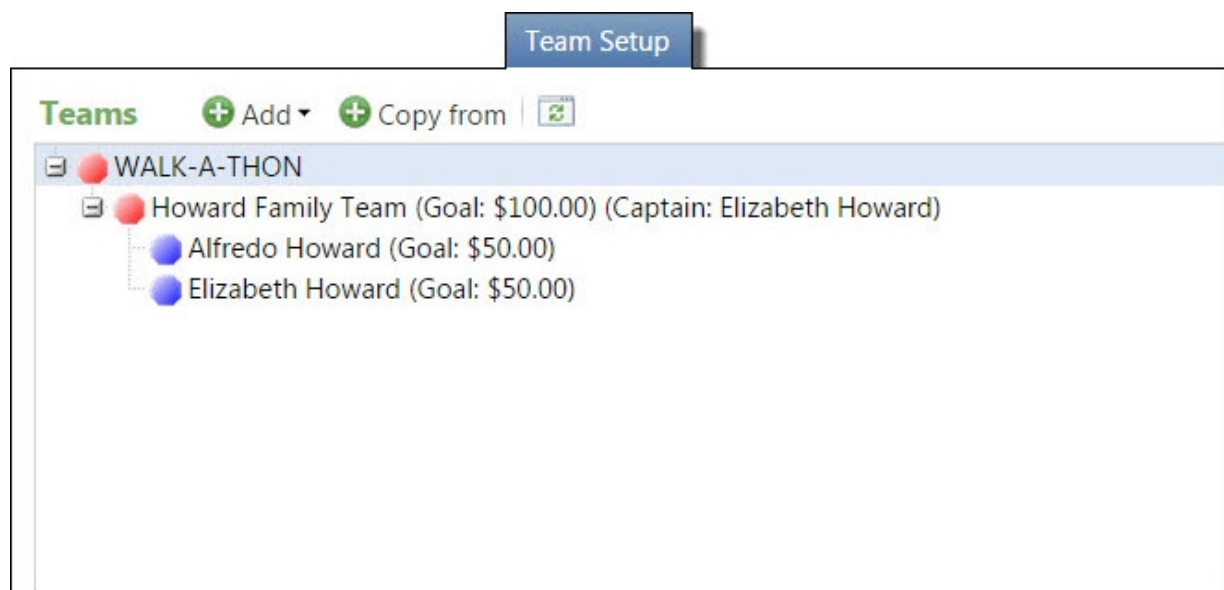 Team Setup
Teams Add Copy from
WALK-A-THON
Howard Family Team (Goal: $100.00) (Captain: Elizabeth Howard)
Alfredo Howard (Goal: $50.00)
Elizabeth Howard (Goal: $50.00)